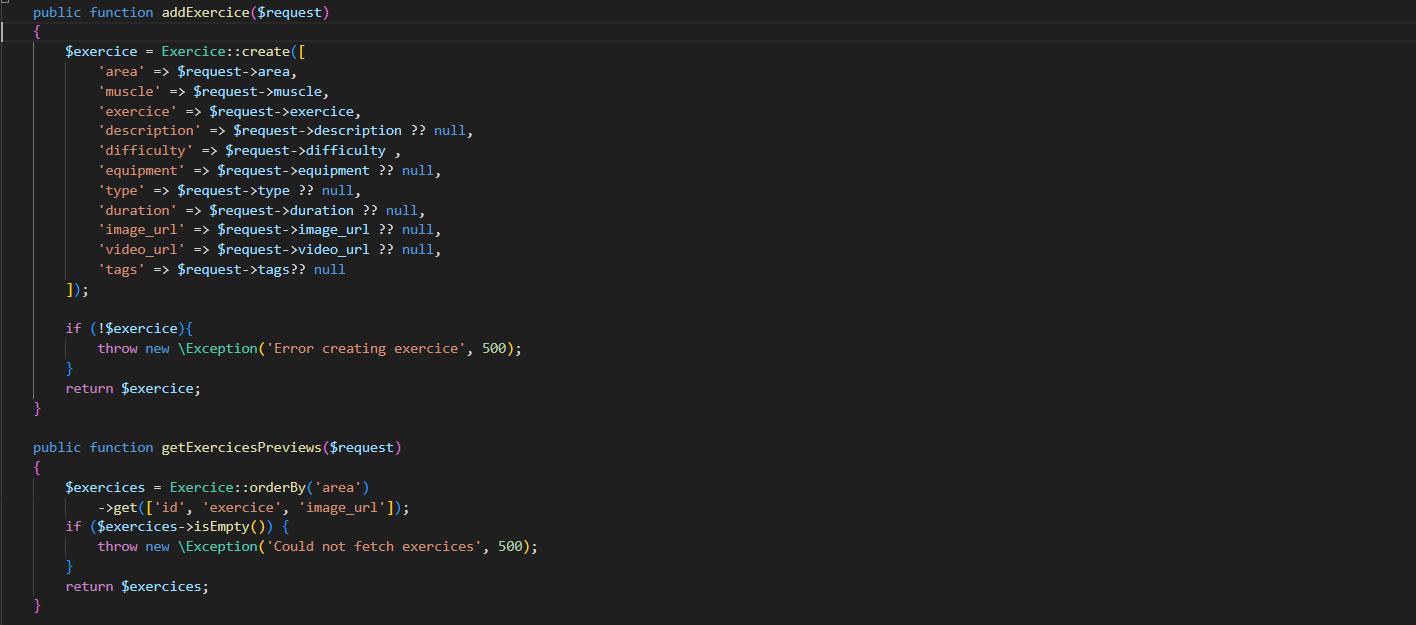 public function addExercice($request)
{
    $exercice = Exercice::create([
        'area' => $request->area,
        'muscle' => $request->muscle,
        'exercice' => $request->exercice,
        'description' => $request->description ?? null,
        'difficulty' => $request->difficulty ,
        'equipment' => $request->equipment ?? null,
        'type' => $request->type ?? null,
        'duration' => $request->duration ?? null,
        'image_url' => $request->image_url ?? null,
        'video_url' => $request->video_url ?? null,
        'tags' => $request->tags?? null
    ]);
    if (!$exercice){
        throw new \Exception('Error creating exercice', 500);
    }
    return $exercice;
}
public function getExercicesPreviews($request)
{
    $exercices = Exercice::orderBy('area')
        ->get(['id', 'exercice', 'image_url']);
    if ($exercices->isEmpty()) {
        throw new \Exception('Could not fetch exercices', 500);
    }
    return $exercices;
}